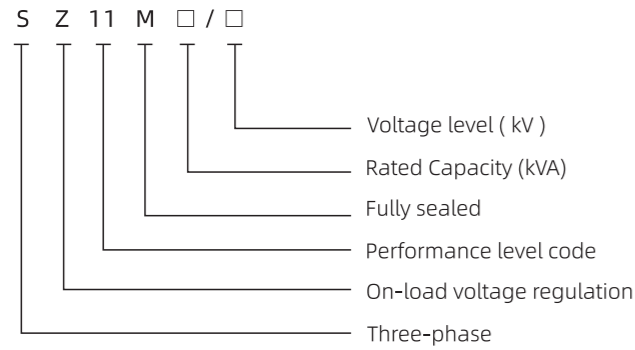 S Z 11 M □ / □
Voltage level ( kV )
Rated Capacity (kVA)
Fully sealed
Performance level code
On-load voltage regulation
Three-phase